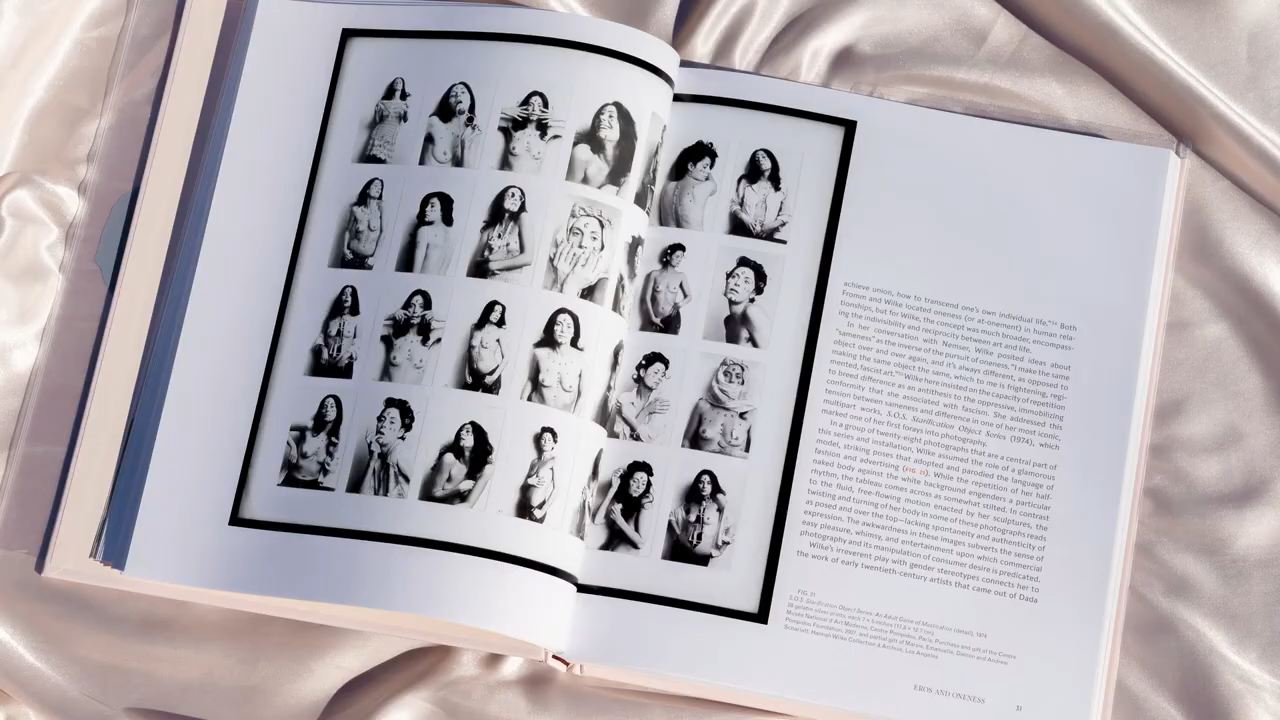 achieve union, how to transcend one's own individual life."24 Both
Fromm and Wilke located oneness (or at-onement) in human rela-
tionships, but for Wilke, the concept was much broader, encompass-
ing the indivisibility and reciprocity between art and life.
In her conversation with Nemser, Wilke posited ideas about
"sameness" as the inverse of the pursuit of oneness. "I make the same
object over and over again, and it's always different, as opposed to
making the same object the same, which to me is frightening, regi-
mented, fascist art." Wilke here insisted on the capacity of repetition
to breed difference as an antithesis to the oppressive, immobilizing
conformity that she associated with fascism. She addressed this
tension between sameness and difference in one of her most iconic,
multipart works, S.O.S. Starification Object Series (1974), which
marked one of her first forays into photography.
In a group of twenty-eight photographs that are a central part of
this series and installation, Wilke assumed the role of a glamorous
model, striking poses that adopted and parodied the language of
fashion and advertising (FIG. 21). While the repetition of her half-
naked body against the white background engenders a particular
rhythm, the tableau comes across as somewhat stilted. In contrast
to the fluid, free-flowing motion enacted by her sculptures, the
twisting and turning of her body in some of these photographs reads
as posed and over the top—lacking spontaneity and authenticity of
expression. The awkwardness in these images subverts the sense of
easy pleasure, whimsy, and entertainment upon which commercial
photography and its manipulation of consumer desire is predicated.
Wilke's irreverent play with gender stereotypes connects her to
the work of early twentieth-century artists that came out of Dada
FIG. 21
S.O.S. Starification Object Series: An Adult Game of Mastication (detail), 1974
gelatin silver prints, each 7 × 5 inches (17.8 × 12.7 cm)
Musée National d'Art Moderne, Centre Pompidou, Paris. Purchase and gift of the Centre
Pompidou Foundation, 2007, and partial gift of Marsie, Emanuelle, Damon and Andrew
Scharlatt, Hannah Wilke Collection & Archive, Los Angeles
EROS AND ONENESS
31